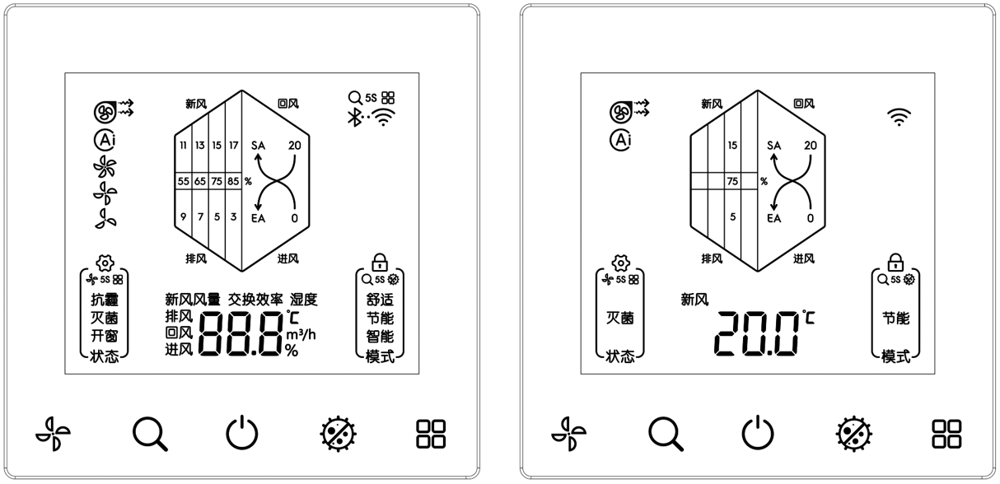 新风 回风 5S
Ai
11 13 15 17 SA 20
55 65 75 85 %
9 7 5 3 EA 0
排风 进风
5S
抗霾
灭菌
开窗
状态
新风风量 交换效率 湿度
排风
回风
进风
88.8
℃
m³/h
%
5S
舒适
节能
智能
模式
新风 回风
Ai
15 SA 20
75 %
5 EA 0
排风 进风
5S
灭菌
状态
新风
20.0 ℃
5S
节能
模式